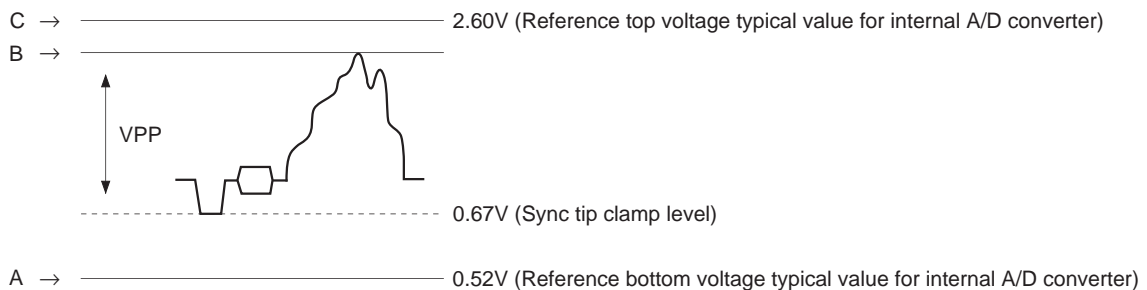 C → 2.60V (Reference top voltage typical value for internal A/D converter)
B →
VPP
0.67V (Sync tip clamp level)
A → 0.52V (Reference bottom voltage typical value for internal A/D converter)